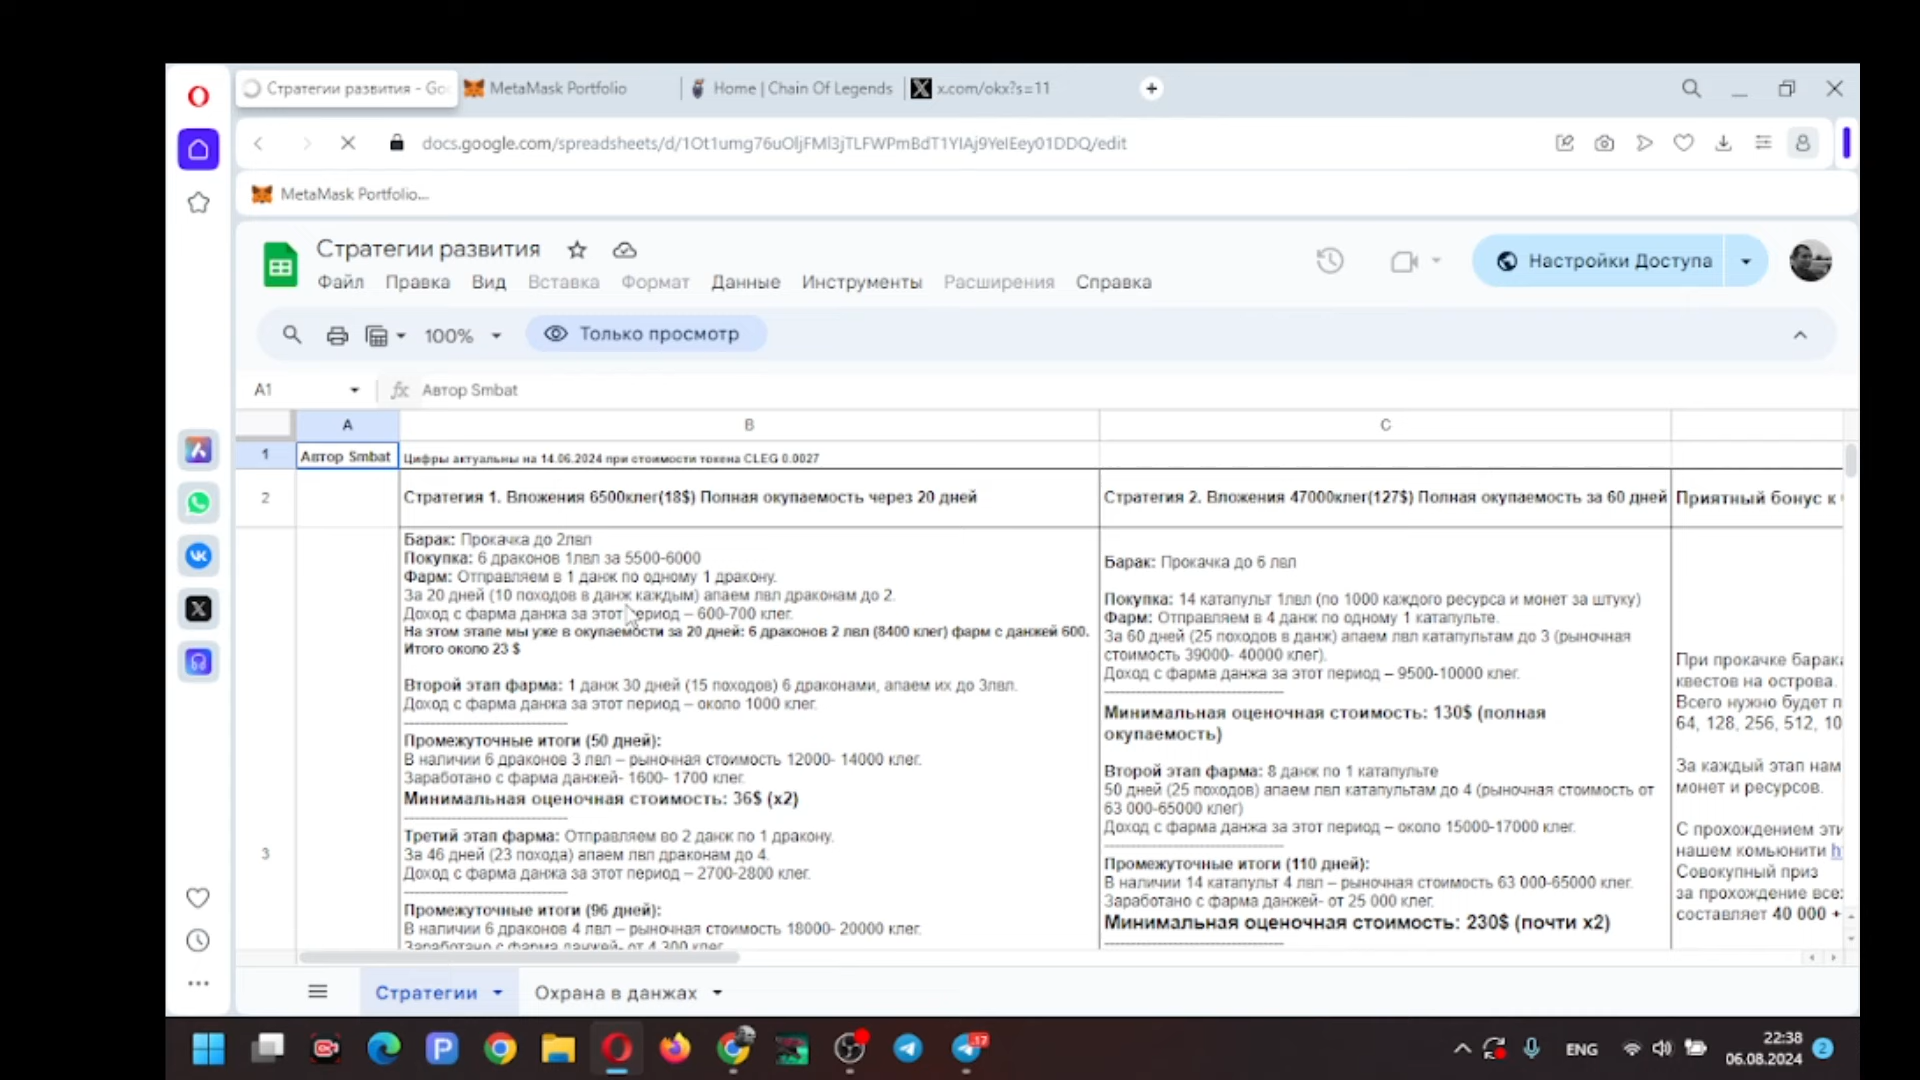 Стратегии развития - Goo
MetaMask Portfolio
Home | Chain Of Legends
x.com/okx?s=11
docs.google.com/spreadsheets/d/1Ot1umg76uOljFMl3jTLFWPmBdT1YIAj9YeIEey01DDQ/edit
MetaMask Portfolio...
Стратегии развития
Настройки Доступа
Файл Правка Вид Вставка Формат Данные Инструменты Расширения Справка
100%
Только просмотр
A1
fx
Автор Smbat
A B C
1
Автор Smbat
Цифры актуальны на 14.06.2024 при стоимости токена CLEG 0.0027
2
Стратегия 1. Вложения 6500клег(18$) Полная окупаемость через 20 дней
Стратегия 2. Вложения 47000клег(127$) Полная окупаемость за 60 дней
Приятный бонус к
3
Барак: Прокачка до 2лвл
Покупка: 6 драконов 1лвл за 5500-6000
Фарм: Отправляем в 1 данж по одному 1 дракону.
За 20 дней (10 походов в данж каждым) апаем лвл драконам до 2.
Доход с фарма данжа за этот период – 600-700 клег.
На этом этапе мы уже в окупаемости за 20 дней: 6 драконов 2 лвл (8400 клег) фарм с данжей 600.
Итого около 23 $
Второй этап фарма: 1 данж 30 дней (15 походов) 6 драконами, апаем их до 3лвл.
Доход с фарма данжа за этот период – около 1000 клег.
------------------------------
Промежуточные итоги (50 дней):
В наличии 6 драконов 3 лвл – рыночная стоимость 12000- 14000 клег.
Заработано с фарма данжей- 1600- 1700 клег.
Минимальная оценочная стоимость: 36$ (х2)
------------------------------
Третий этап фарма: Отправляем во 2 данж по 1 дракону.
За 46 дней (23 похода) апаем лвл драконам до 4.
Доход с фарма данжа за этот период – 2700-2800 клег.
------------------------------
Промежуточные итоги (96 дней):
В наличии 6 драконов 4 лвл – рыночная стоимость 18000- 20000 клег.
Заработано с фарма данжей- от 4 300 клег
Барак: Прокачка до 6 лвл
Покупка: 14 катапульт 1лвл (по 1000 каждого ресурса и монет за штуку)
Фарм: Отправляем в 4 данж по одному 1 катапульте.
За 60 дней (25 походов в данж) апаем лвл катапультам до 3 (рыночная
стоимость 39000- 40000 клег).
Доход с фарма данжа за этот период – 9500-10000 клег.
------------------------------
Минимальная оценочная стоимость: 130$ (полная
окупаемость)
Второй этап фарма: 8 данж по 1 катапульте
50 дней (25 походов) апаем лвл катапультам до 4 (рыночная стоимость от
63 000-65000 клег)
Доход с фарма данжа за этот период – около 15000-17000 клег.
------------------------------
Промежуточные итоги (110 дней):
В наличии 14 катапульт 4 лвл – рыночная стоимость 63 000-65000 клег.
Заработано с фарма данжей- от 25 000 клег.
Минимальная оценочная стоимость: 230$ (почти х2)
------------------------------
При прокачке барака
квестов на острова.
Всего нужно будет п
64, 128, 256, 512, 10
За каждый этап нам
монет и ресурсов.
С прохождением эти
нашем комьюнити h
Совокупный приз
за прохождение все
составляет 40 000 +
Стратегии
Охрана в данжах
17
ENG
22:38
06.08.2024
2